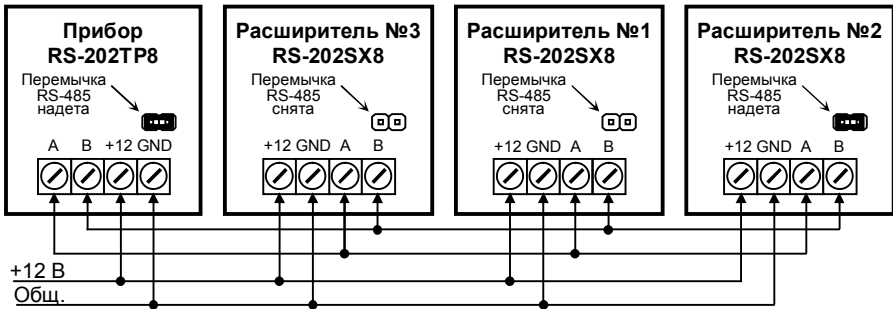 Прибор
RS-202TP8
Перемычка
RS-485
надета
A B +12 GND
Расширитель №3
RS-202SX8
Перемычка
RS-485
снята
+12 GND A B
Расширитель №1
RS-202SX8
Перемычка
RS-485
снята
+12 GND A B
Расширитель №2
RS-202SX8
Перемычка
RS-485
надета
+12 GND A B
+12 В
Общ.